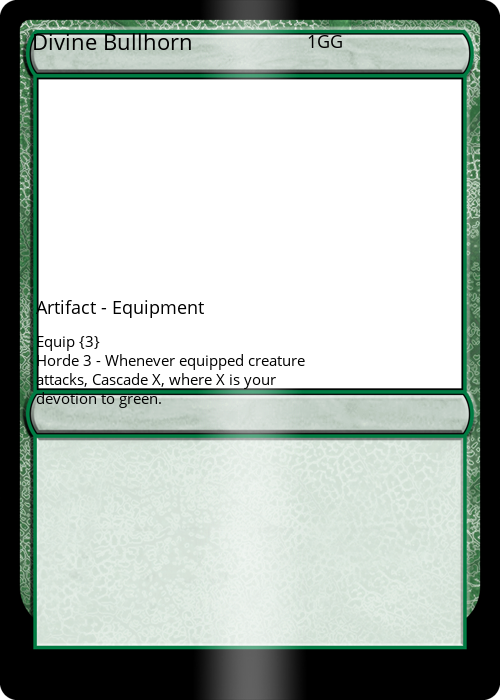 Divine Bullhorn 1GG
Artifact - Equipment
Equip {3}
Horde 3 - Whenever equipped creature
attacks, Cascade X, where X is your
devotion to green.